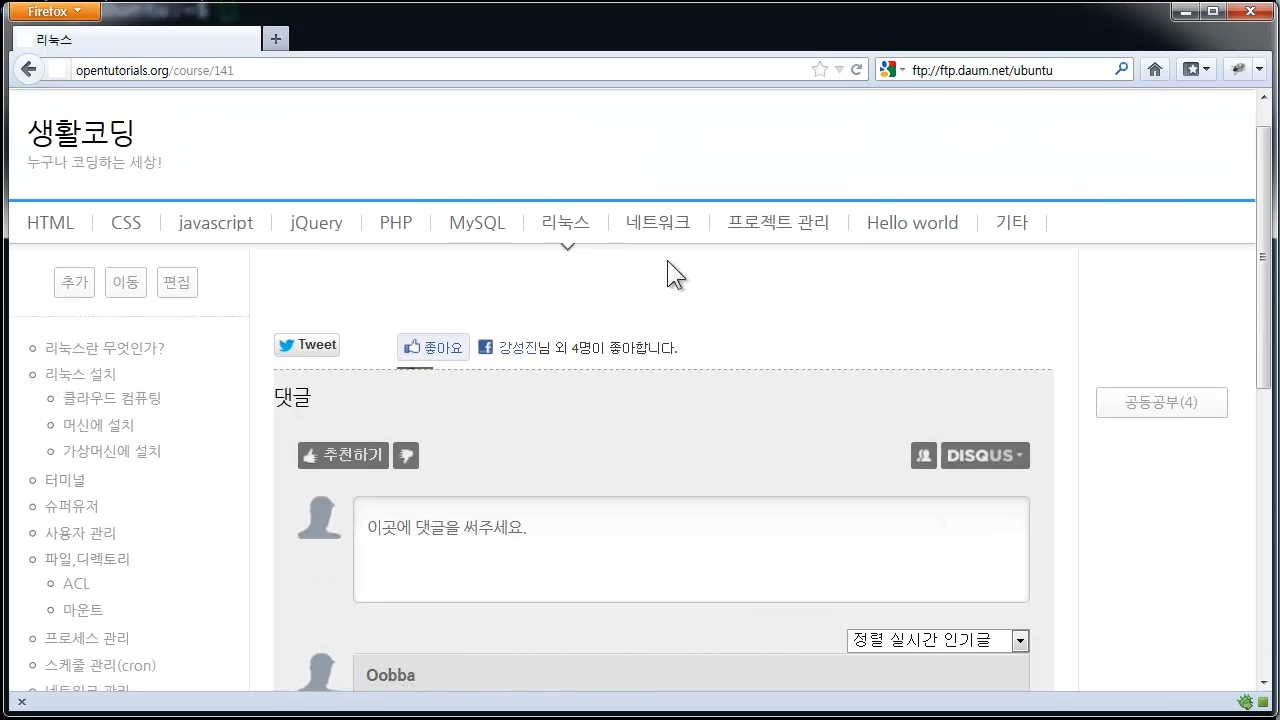 Firefox
리눅스
opentutorials.org/course/141
ftp://ftp.daum.net/ubuntu
생활코딩
누구나 코딩하는 세상!
HTML CSS javascript jQuery PHP MySQL 리눅스 네트워크 프로젝트 관리 Hello world 기타
추가 이동 편집
리눅스란 무엇인가?
리눅스 설치
클라우드 컴퓨팅
머신에 설치
가상머신에 설치
터미널
슈퍼유저
사용자 관리
파일,디렉토리
ACL
마운트
프로세스 관리
스케줄 관리(cron)
네트워크 관리
Tweet 좋아요 강성진님 외 4명이 좋아합니다.
댓글
추천하기 DISQUS
이곳에 댓글을 써주세요.
정렬 실시간 인기글
Oobba
공동공부(4)